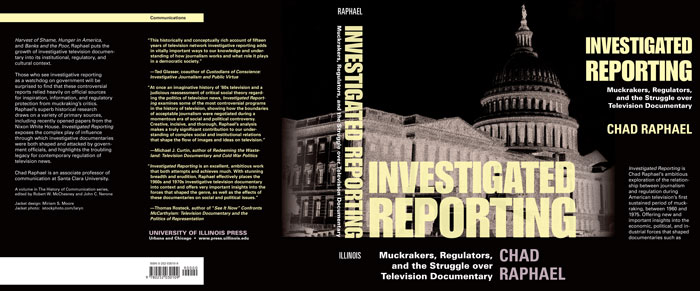 Harvest of Shame, Hunger in America,
and Banks and the Poor, Raphael puts the
growth of investigative television documen-
tary into its institutional, regulatory, and
cultural context.
Those who see investigative reporting
as a watchdog on government will be
surprised to find that these controversial
reports relied heavily on official sources
for inspiration, information, and regulatory
protection from muckraking's critics.
Raphael's superb historical research
draws on a variety of primary sources,
including recently opened papers from the
Nixon White House. Investigated Reporting
exposes the complex play of influence
through which investigative documentaries
were both shaped and attacked by govern-
ment officials, and highlights the troubling
legacy for contemporary regulation of
television news.
Chad Raphael is an associate professor of
communication at Santa Clara University.
A volume in The History of Communication series,
edited by Robert W. McChesney and John C. Nerone
Jacket design: Miriam S. Moore
Jacket photo: istockphoto.com/laryn
Communications
"This historically and conceptually rich account of fifteen
years of television network investigative reporting adds
in vitally important ways to our knowledge and under-
standing of how journalism works and what role it plays
in a democratic society."
—Ted Glasser, coauthor of Custodians of Conscience:
Investigative Journalism and Public Virtue
"At once an imaginative history of '60s television and a
judicious reassessment of critical social theory regard-
ing the politics of television news, Investigated Report-
ing examines some of the most controversial programs
in the history of television, showing how the boundaries
of acceptable journalism were negotiated during a
momentous era of social and political controversy.
Creative, incisive, and thorough, Raphael's analysis
makes a truly significant contribution to our under-
standing of complex social and institutional relations
that shape the flow of images and ideas on television."
—Michael J. Curtin, author of Redeeming the Waste-
land: Television Documentary and Cold War Politics
"Investigated Reporting is an excellent, ambitious work
that both attempts and achieves much. With stunning
breadth and erudition, Raphael effectively places the
1960s and 1970s investigative television documentary
into context and offers very important insights into the
forces that shaped the genre, as well as the effects of
these documentaries on social and political issues."
—Thomas Rosteck, author of "See It Now" Confronts
McCarthyism: Television Documentary and the
Politics of Representation
UNIVERSITY OF ILLINOIS PRESS
Urbana and Chicago • www.press.uillinois.edu
RAPHAEL
INVESTIGATED REPORTING
Muckrakers, Regulators, and the Struggle over Television Documentary
ILLINOIS
INVESTIGATED
REPORTING
Muckrakers, Regulators,
and the Struggle over
Television Documentary
CHAD
RAPHAEL
INVESTIGATED
REPORTING
Muckrakers, Regulators,
and the Struggle over
Television Documentary
CHAD RAPHAEL
Investigated Reporting is
Chad Raphael's ambitious
exploration of the relation-
ship between journalism
and regulation during
American television's first
sustained period of muck-
raking, between 1960 and
1975. Offering new and
important insights into the
economic, political, and in-
dustrial forces that shaped
documentaries such as